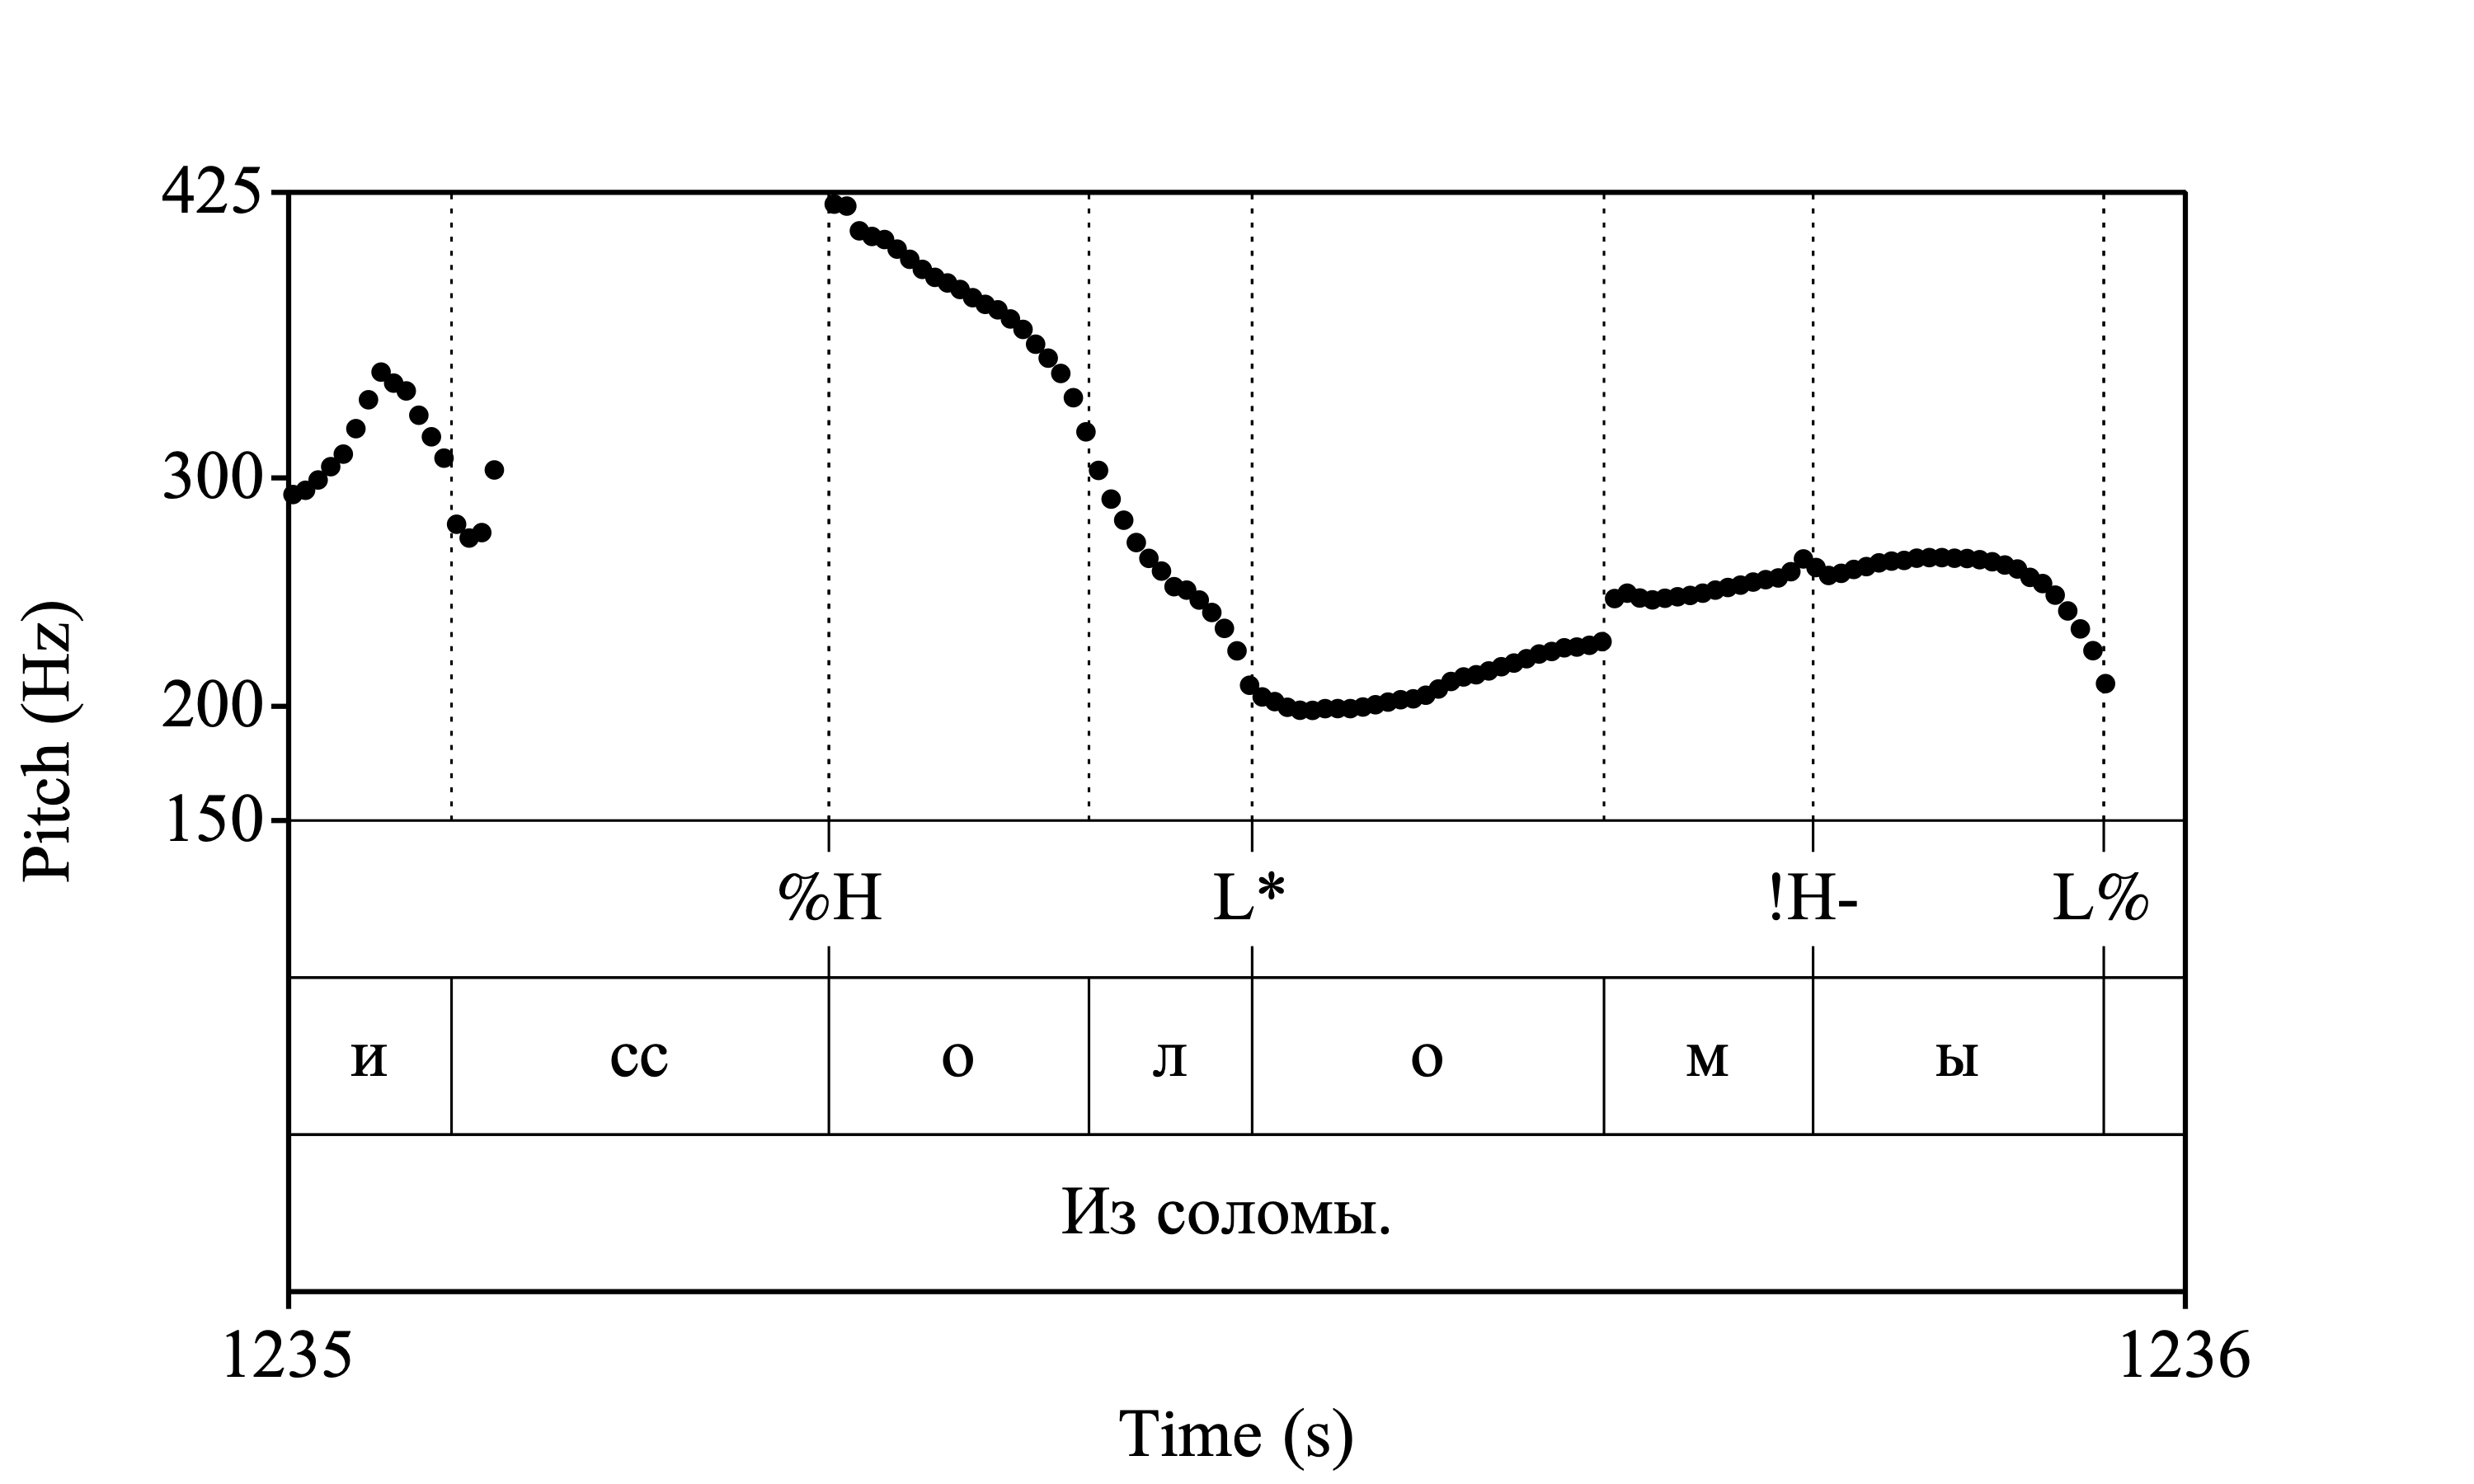 425
300
200
150
Pitch (Hz)
%H L* !H- L%
и сс о л о м ы
Из соломы.
1235 1236
Time (s)